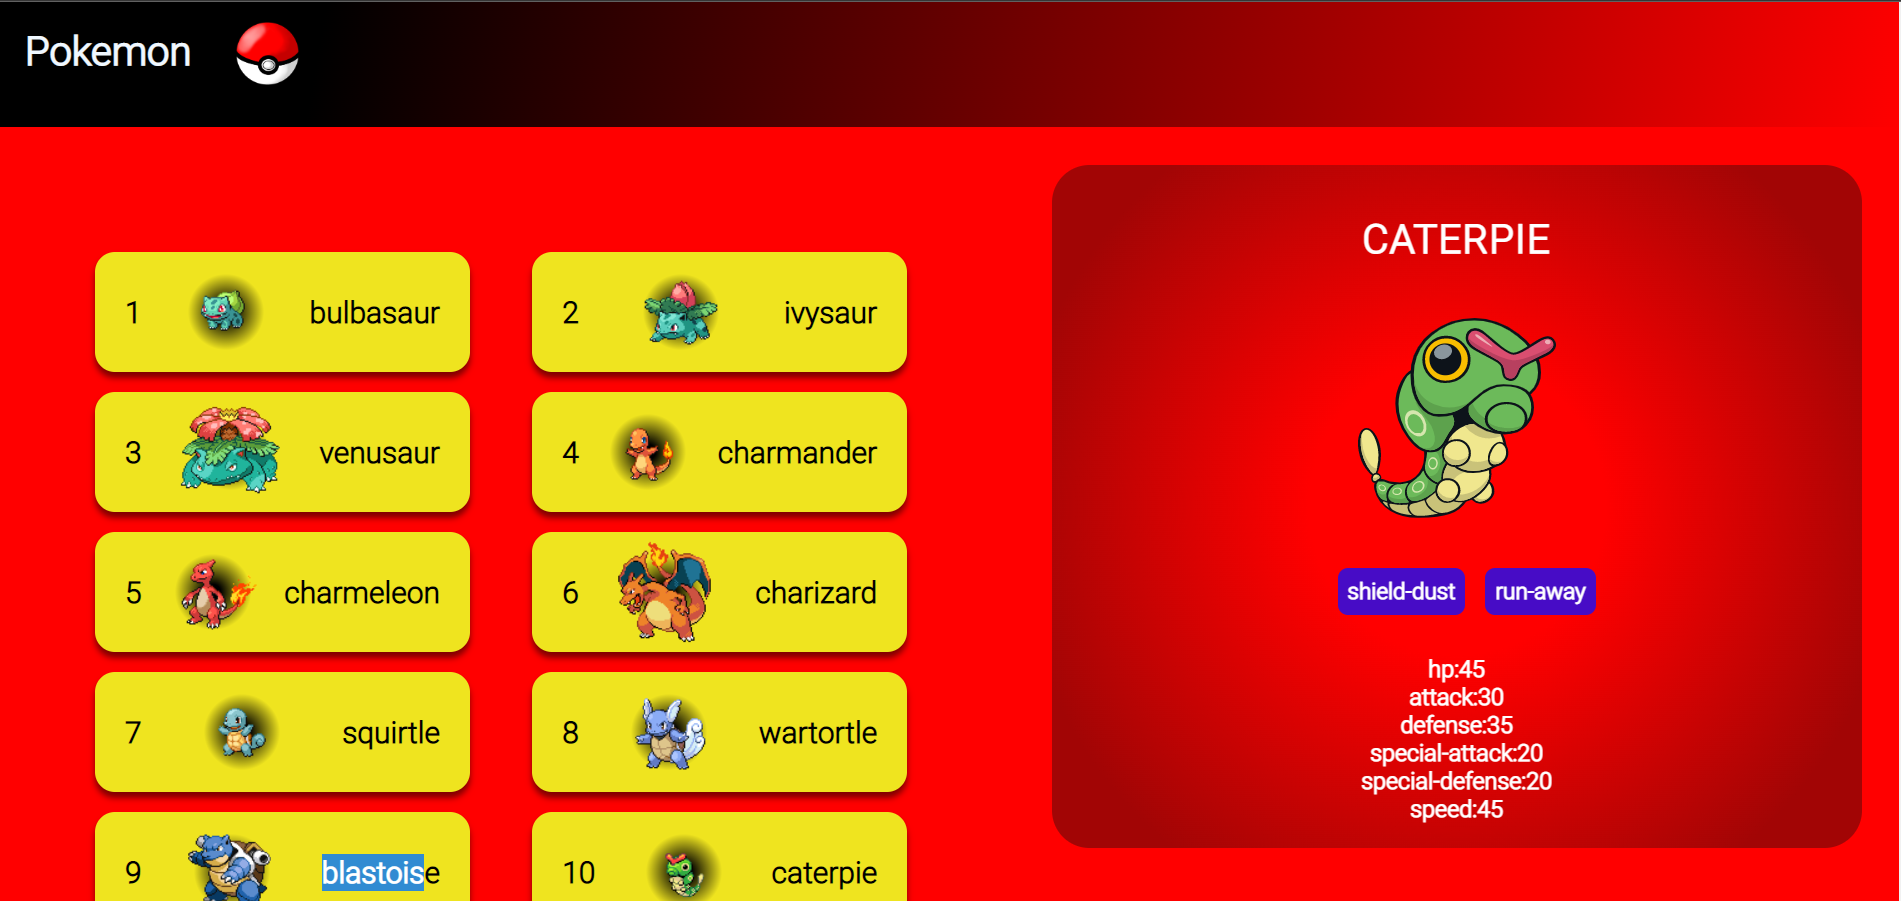 Pokemon
1 bulbasaur
2 ivysaur
3 venusaur
4 charmander
5 charmeleon
6 charizard
7 squirtle
8 wartortle
9 blastoise
10 caterpie
CATERPIE
shield-dust run-away
hp:45
attack:30
defense:35
special-attack:20
special-defense:20
speed:45